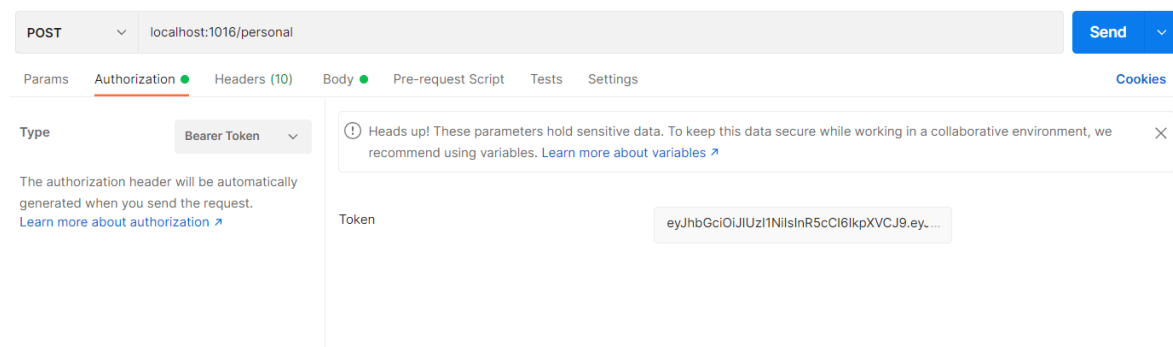 POST localhost:1016/personal Send
Params Authorization Headers (10) Body Pre-request Script Tests Settings Cookies
Type Bearer Token
The authorization header will be automatically
generated when you send the request.
Learn more about authorization ↗
Heads up! These parameters hold sensitive data. To keep this data secure while working in a collaborative environment, we
recommend using variables. Learn more about variables ↗
Token eyJhbGciOiJIUzI1NiIsInR5cCI6IkpXVCJ9.eyJ...